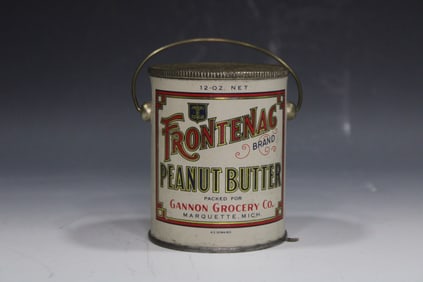 12-OZ. NET
FRONTENAC
BRAND
PEANUT BUTTER
PACKED FOR
GANNON GROCERY CO.
MARQUETTE, MICH.